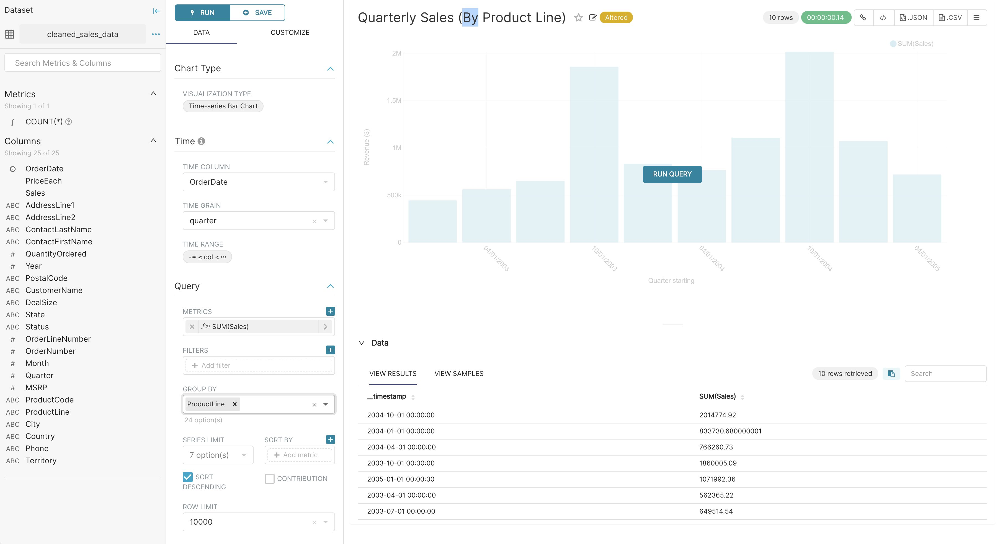 Dataset
cleaned_sales_data
Search Metrics & Columns
Metrics
Showing 1 of 1
ƒ COUNT(*)
Columns
Showing 25 of 25
OrderDate
PriceEach
Sales
ABC AddressLine1
ABC AddressLine2
ABC ContactLastName
ABC ContactFirstName
# QuantityOrdered
# Year
ABC PostalCode
ABC CustomerName
ABC DealSize
ABC State
ABC Status
# OrderLineNumber
# OrderNumber
# Month
# Quarter
# MSRP
ABC ProductCode
ABC ProductLine
ABC City
ABC Country
ABC Phone
ABC Territory
RUN
SAVE
DATA
CUSTOMIZE
Chart Type
VISUALIZATION TYPE
Time-series Bar Chart
Time
TIME COLUMN
OrderDate
TIME GRAIN
quarter
TIME RANGE
-∞ ≤ col < ∞
Query
METRICS
ƒ(x) SUM(Sales)
FILTERS
Add filter
GROUP BY
ProductLine
24 option(s)
SERIES LIMIT
7 option(s)
SORT BY
Add metric
SORT
DESCENDING
CONTRIBUTION
ROW LIMIT
10000
Quarterly Sales (By Product Line)
Altered
10 rows
00:00:00.14
.JSON
.CSV
SUM(Sales)
2M
1.5M
1M
500k
0
Revenue ($)
RUN QUERY
04/01/2003
10/01/2003
04/01/2004
10/01/2004
04/01/2005
Quarter starting
Data
VIEW RESULTS
VIEW SAMPLES
10 rows retrieved
Search
__timestamp SUM(Sales)
2004-10-01 00:00:00 2014774.92
2004-01-01 00:00:00 833730.680000001
2004-04-01 00:00:00 766260.73
2003-10-01 00:00:00 1860005.09
2005-01-01 00:00:00 1071992.36
2003-04-01 00:00:00 562365.22
2003-07-01 00:00:00 649514.54